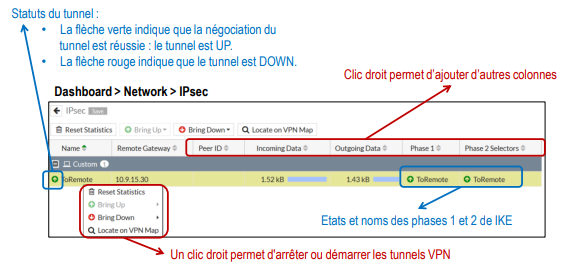 Statuts du tunnel :
• La flèche verte indique que la négociation du
tunnel est réussie : le tunnel est UP.
• La flèche rouge indique que le tunnel est DOWN.
Clic droit permet d'ajouter d'autres colonnes
Dashboard > Network > IPsec
IPsec Save
Reset Statistics Bring Up Bring Down Locate on VPN Map
Name Remote Gateway Peer ID Incoming Data Outgoing Data Phase 1 Phase 2 Selectors
Custom 1
ToRemote 10.9.15.30 1.52 kB 1.43 kB ToRemote ToRemote
Reset Statistics
Bring Up
Bring Down
Locate on VPN Map
Etats et noms des phases 1 et 2 de IKE
Un clic droit permet d'arrêter ou démarrer les tunnels VPN